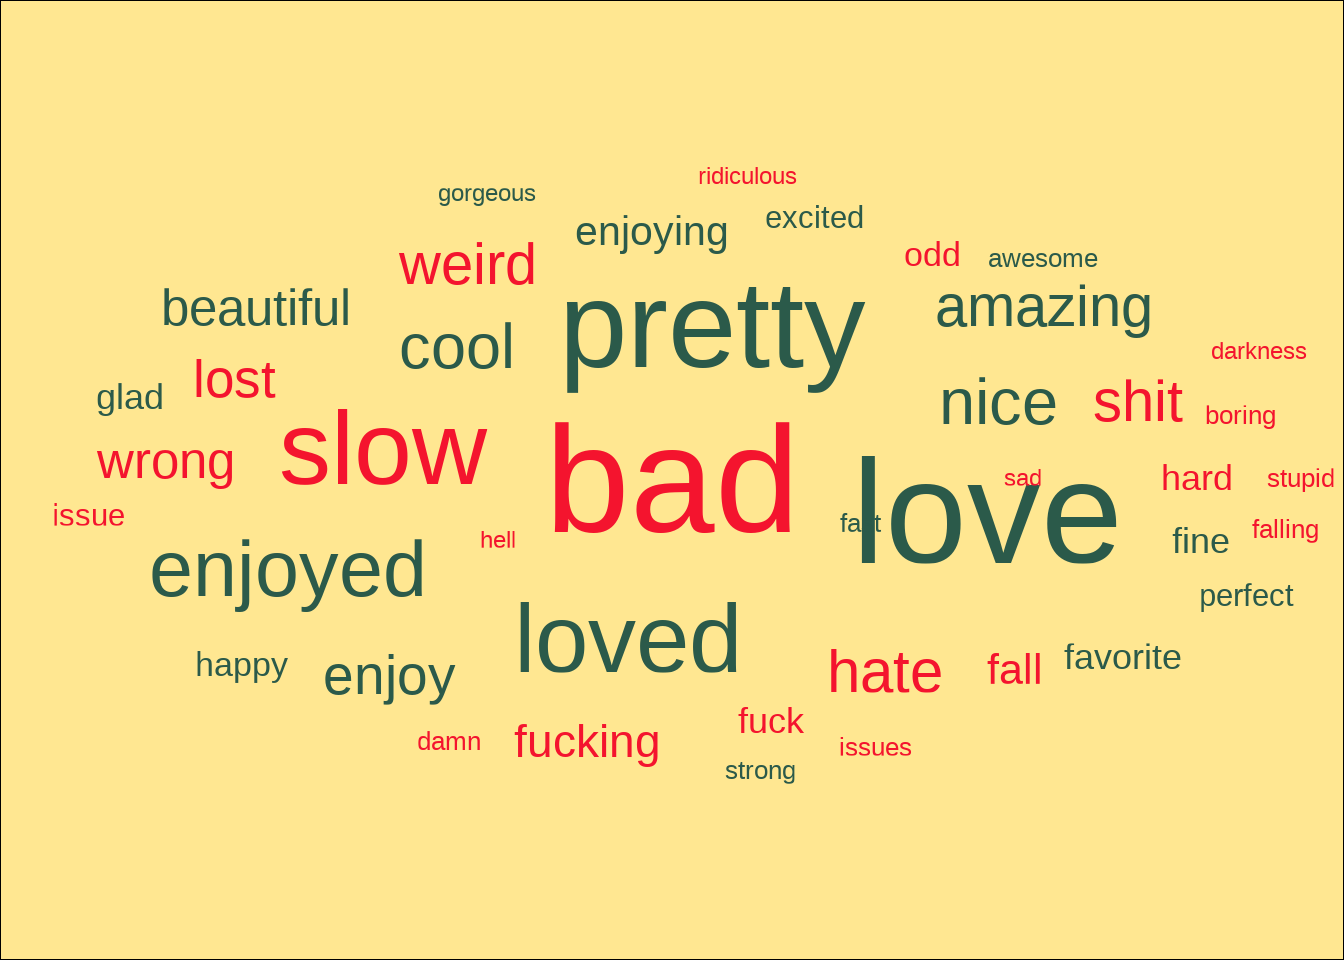 ridiculous
gorgeous
excited
enjoying
odd
awesome
weird
beautiful
pretty
amazing
cool
darkness
lost
glad
nice
shit
boring
slow
wrong
bad
love
sad
hard
stupid
issue
fast
falling
hell
fine
enjoyed
perfect
loved
happy
enjoy
hate
fall
favorite
fuck
damn
fucking
issues
strong